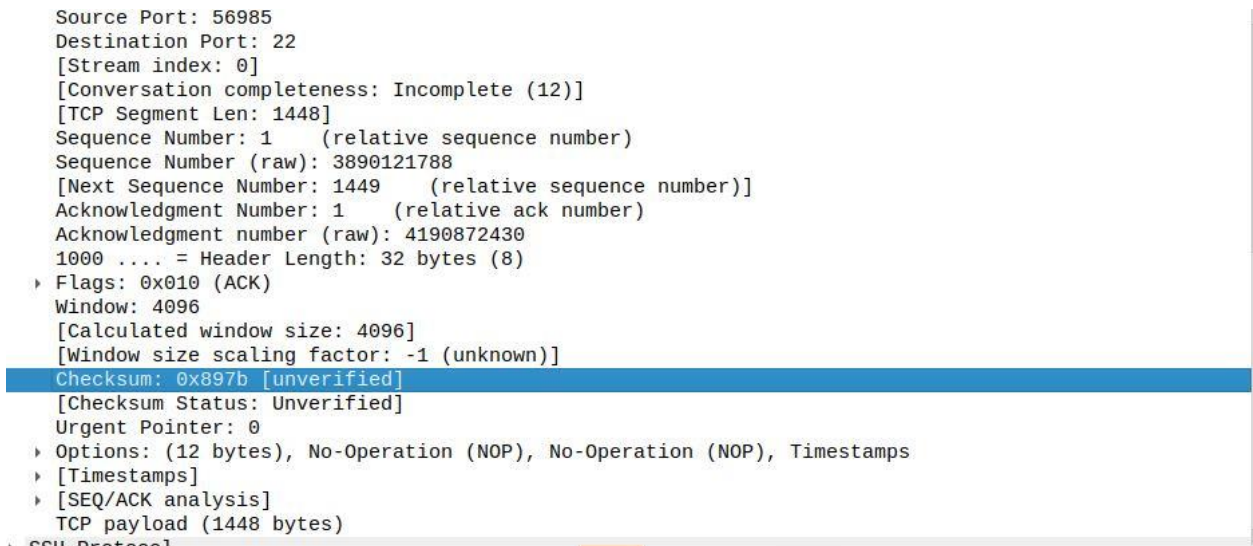 Source Port: 56985
Destination Port: 22
[Stream index: 0]
[Conversation completeness: Incomplete (12)]
[TCP Segment Len: 1448]
Sequence Number: 1    (relative sequence number)
Sequence Number (raw): 3890121788
[Next Sequence Number: 1449    (relative sequence number)]
Acknowledgment Number: 1    (relative ack number)
Acknowledgment number (raw): 4190872430
1000 .... = Header Length: 32 bytes (8)
Flags: 0x010 (ACK)
Window: 4096
[Calculated window size: 4096]
[Window size scaling factor: -1 (unknown)]
Checksum: 0x897b [unverified]
[Checksum Status: Unverified]
Urgent Pointer: 0
Options: (12 bytes), No-Operation (NOP), No-Operation (NOP), Timestamps
[Timestamps]
[SEQ/ACK analysis]
TCP payload (1448 bytes)
SSH Protocol